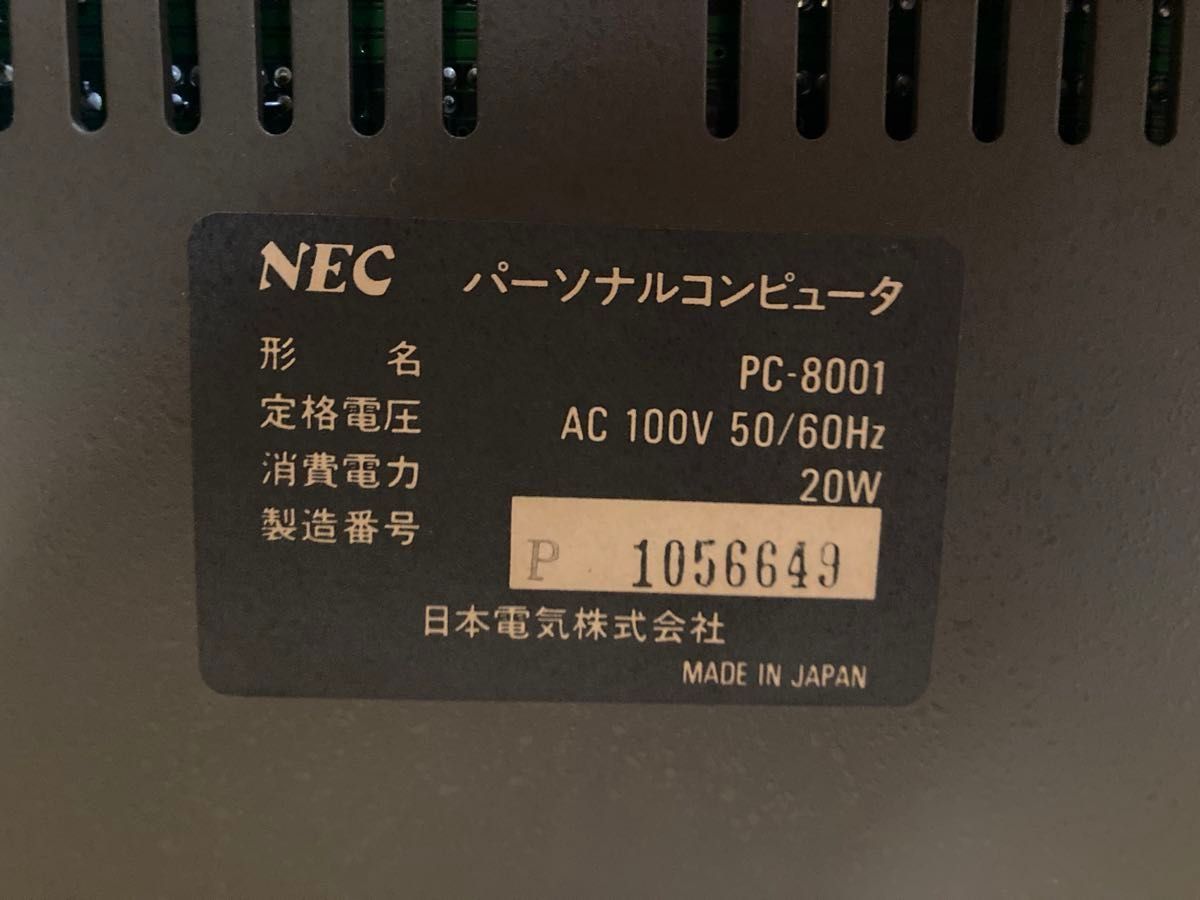 NEC パーソナルコンピュータ
形名 PC-8001
定格電圧 AC 100V 50/60Hz
消費電力 20W
製造番号 P 1056649
日本電気株式会社
MADE IN JAPAN